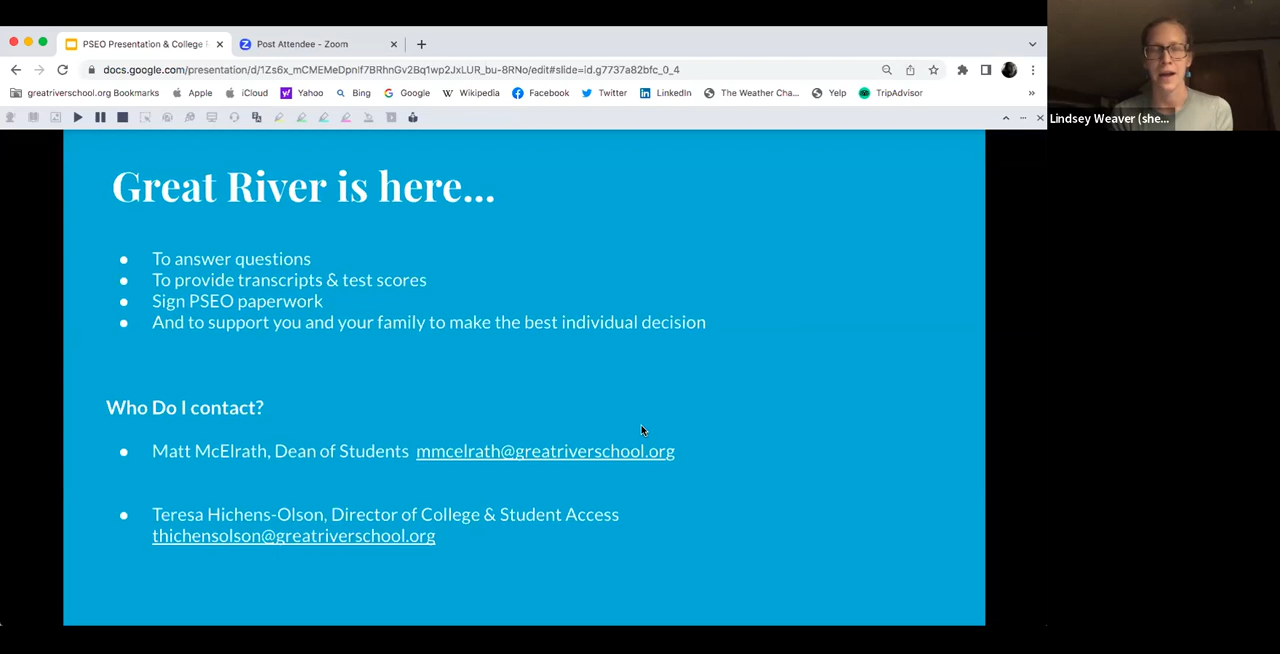 PSEO Presentation & College
Post Attendee - Zoom
docs.google.com/presentation/d/1Zs6x_mCMEMeDpnIf7BRhnGv2Bq1wp2JxLUR_bu-8RNo/edit#slide=id.g7737a82bfc_0_4
greatriverschool.org Bookmarks Apple iCloud Yahoo Bing Google Wikipedia Facebook Twitter LinkedIn The Weather Cha... Yelp TripAdvisor
Lindsey Weaver (she...
Great River is here...
To answer questions
To provide transcripts & test scores
Sign PSEO paperwork
And to support you and your family to make the best individual decision
Who Do I contact?
Matt McElrath, Dean of Students mmcelrath@greatriverschool.org
Teresa Hichens-Olson, Director of College & Student Access
thichensolson@greatriverschool.org